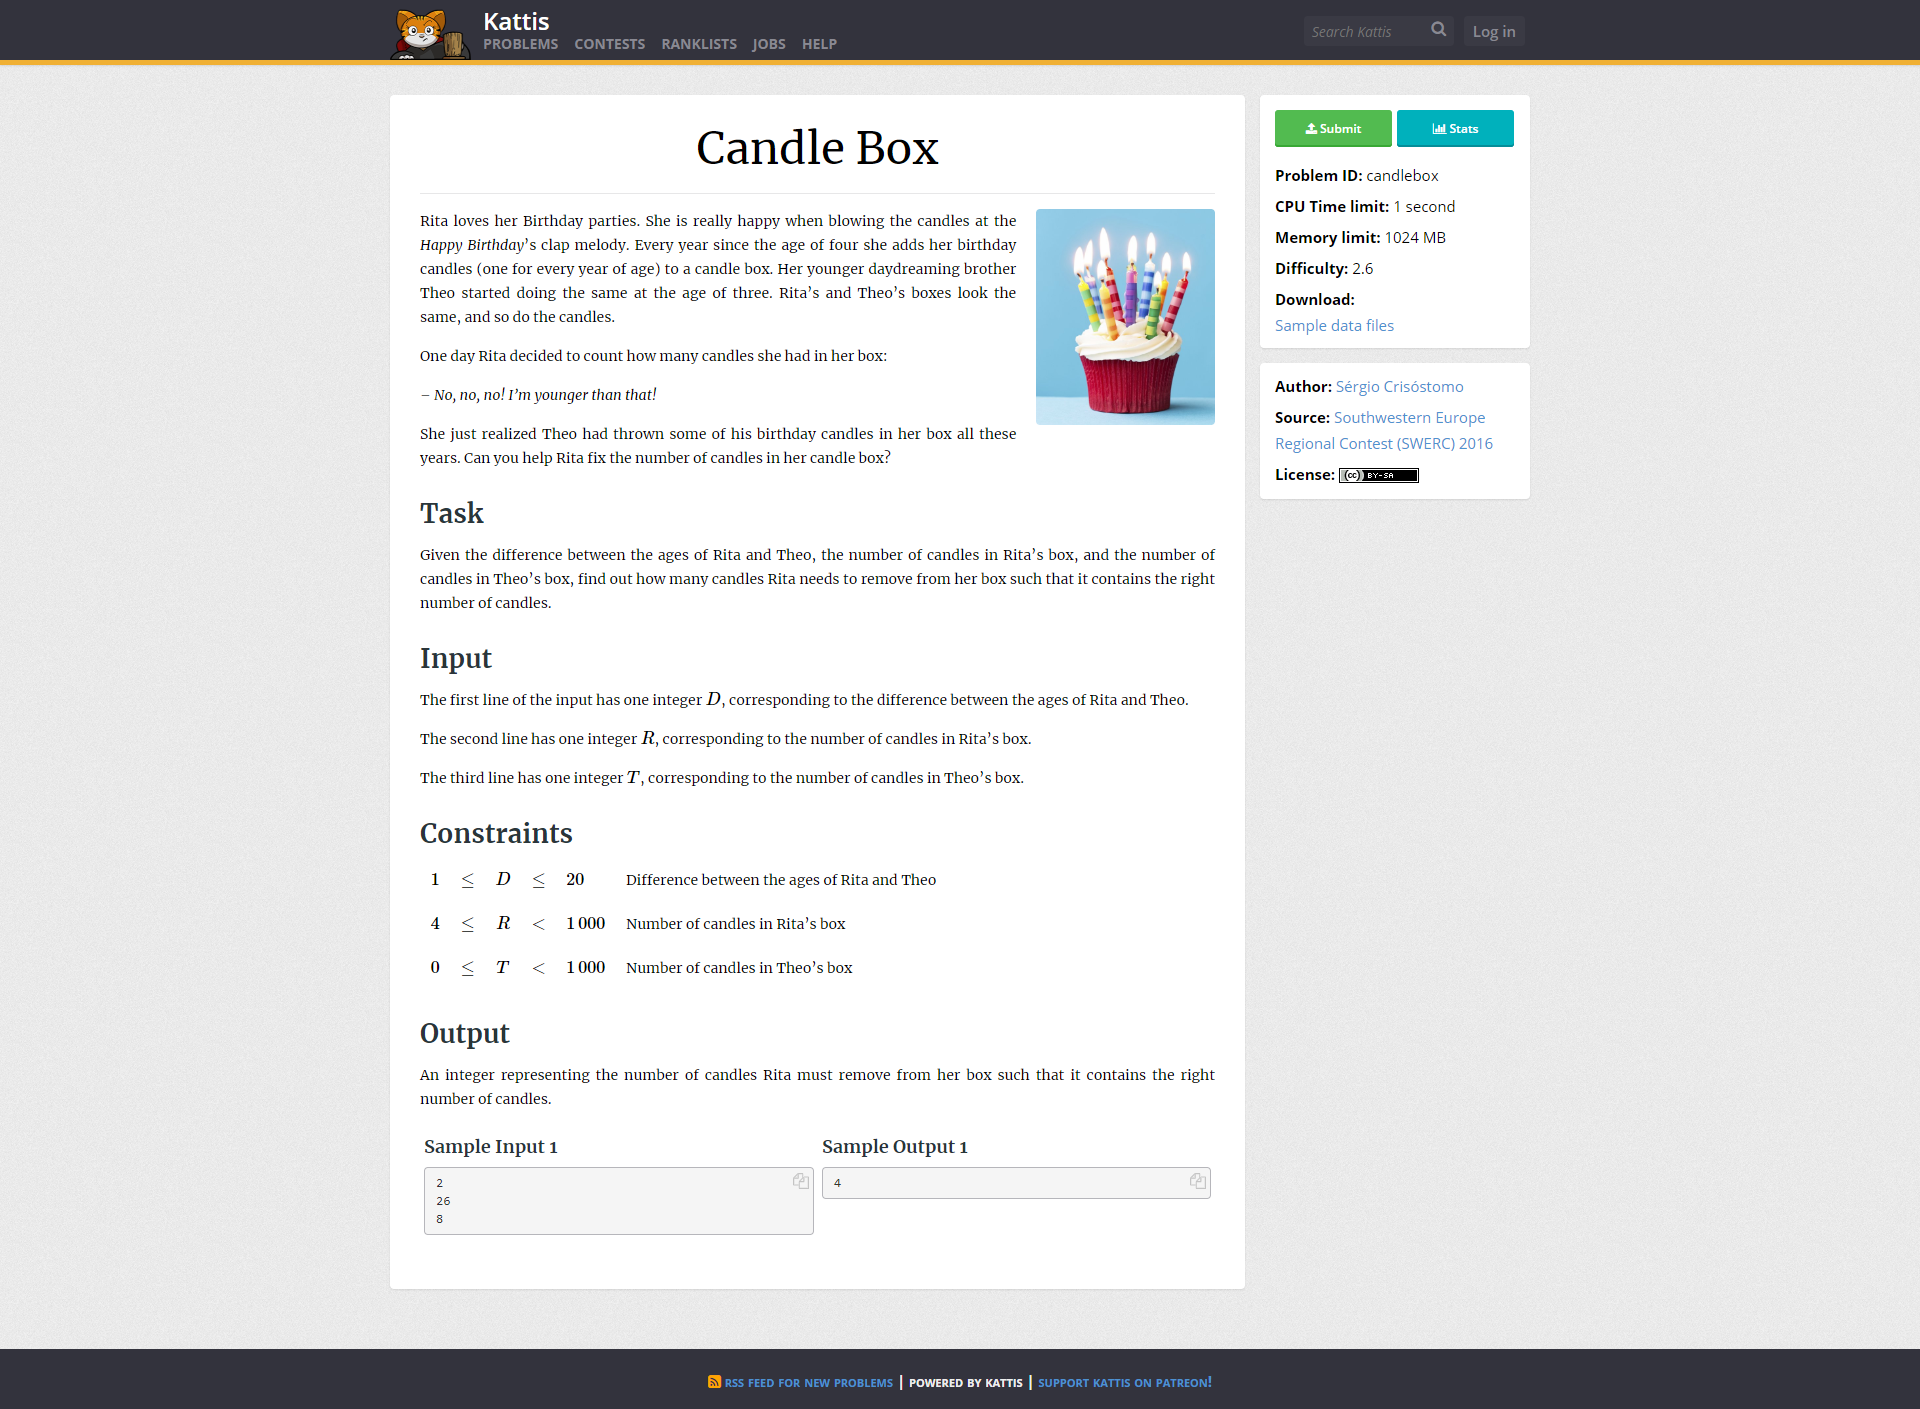 Kattis
PROBLEMS CONTESTS RANKLISTS JOBS HELP
Search Kattis
Log in
Candle Box
Rita loves her Birthday parties. She is really happy when blowing the candles at the
Happy Birthday’s clap melody. Every year since the age of four she adds her birthday
candles (one for every year of age) to a candle box. Her younger daydreaming brother
Theo started doing the same at the age of three. Rita’s and Theo’s boxes look the
same, and so do the candles.
One day Rita decided to count how many candles she had in her box:
– No, no, no! I’m younger than that!
She just realized Theo had thrown some of his birthday candles in her box all these
years. Can you help Rita fix the number of candles in her candle box?
Task
Given the difference between the ages of Rita and Theo, the number of candles in Rita’s box, and the number of
candles in Theo’s box, find out how many candles Rita needs to remove from her box such that it contains the right
number of candles.
Input
The first line of the input has one integer D, corresponding to the difference between the ages of Rita and Theo.
The second line has one integer R, corresponding to the number of candles in Rita’s box.
The third line has one integer T, corresponding to the number of candles in Theo’s box.
Constraints
1 ≤ D ≤ 20 Difference between the ages of Rita and Theo
4 ≤ R < 1 000 Number of candles in Rita’s box
0 ≤ T < 1 000 Number of candles in Theo’s box
Output
An integer representing the number of candles Rita must remove from her box such that it contains the right
number of candles.
Sample Input 1
2
26
8
Sample Output 1
4
Submit
Stats
Problem ID: candlebox
CPU Time limit: 1 second
Memory limit: 1024 MB
Difficulty: 2.6
Download:
Sample data files
Author: Sérgio Crisóstomo
Source: Southwestern Europe
Regional Contest (SWERC) 2016
License: (cc) BY-SA
RSS FEED FOR NEW PROBLEMS | POWERED BY KATTIS | SUPPORT KATTIS ON PATREON!